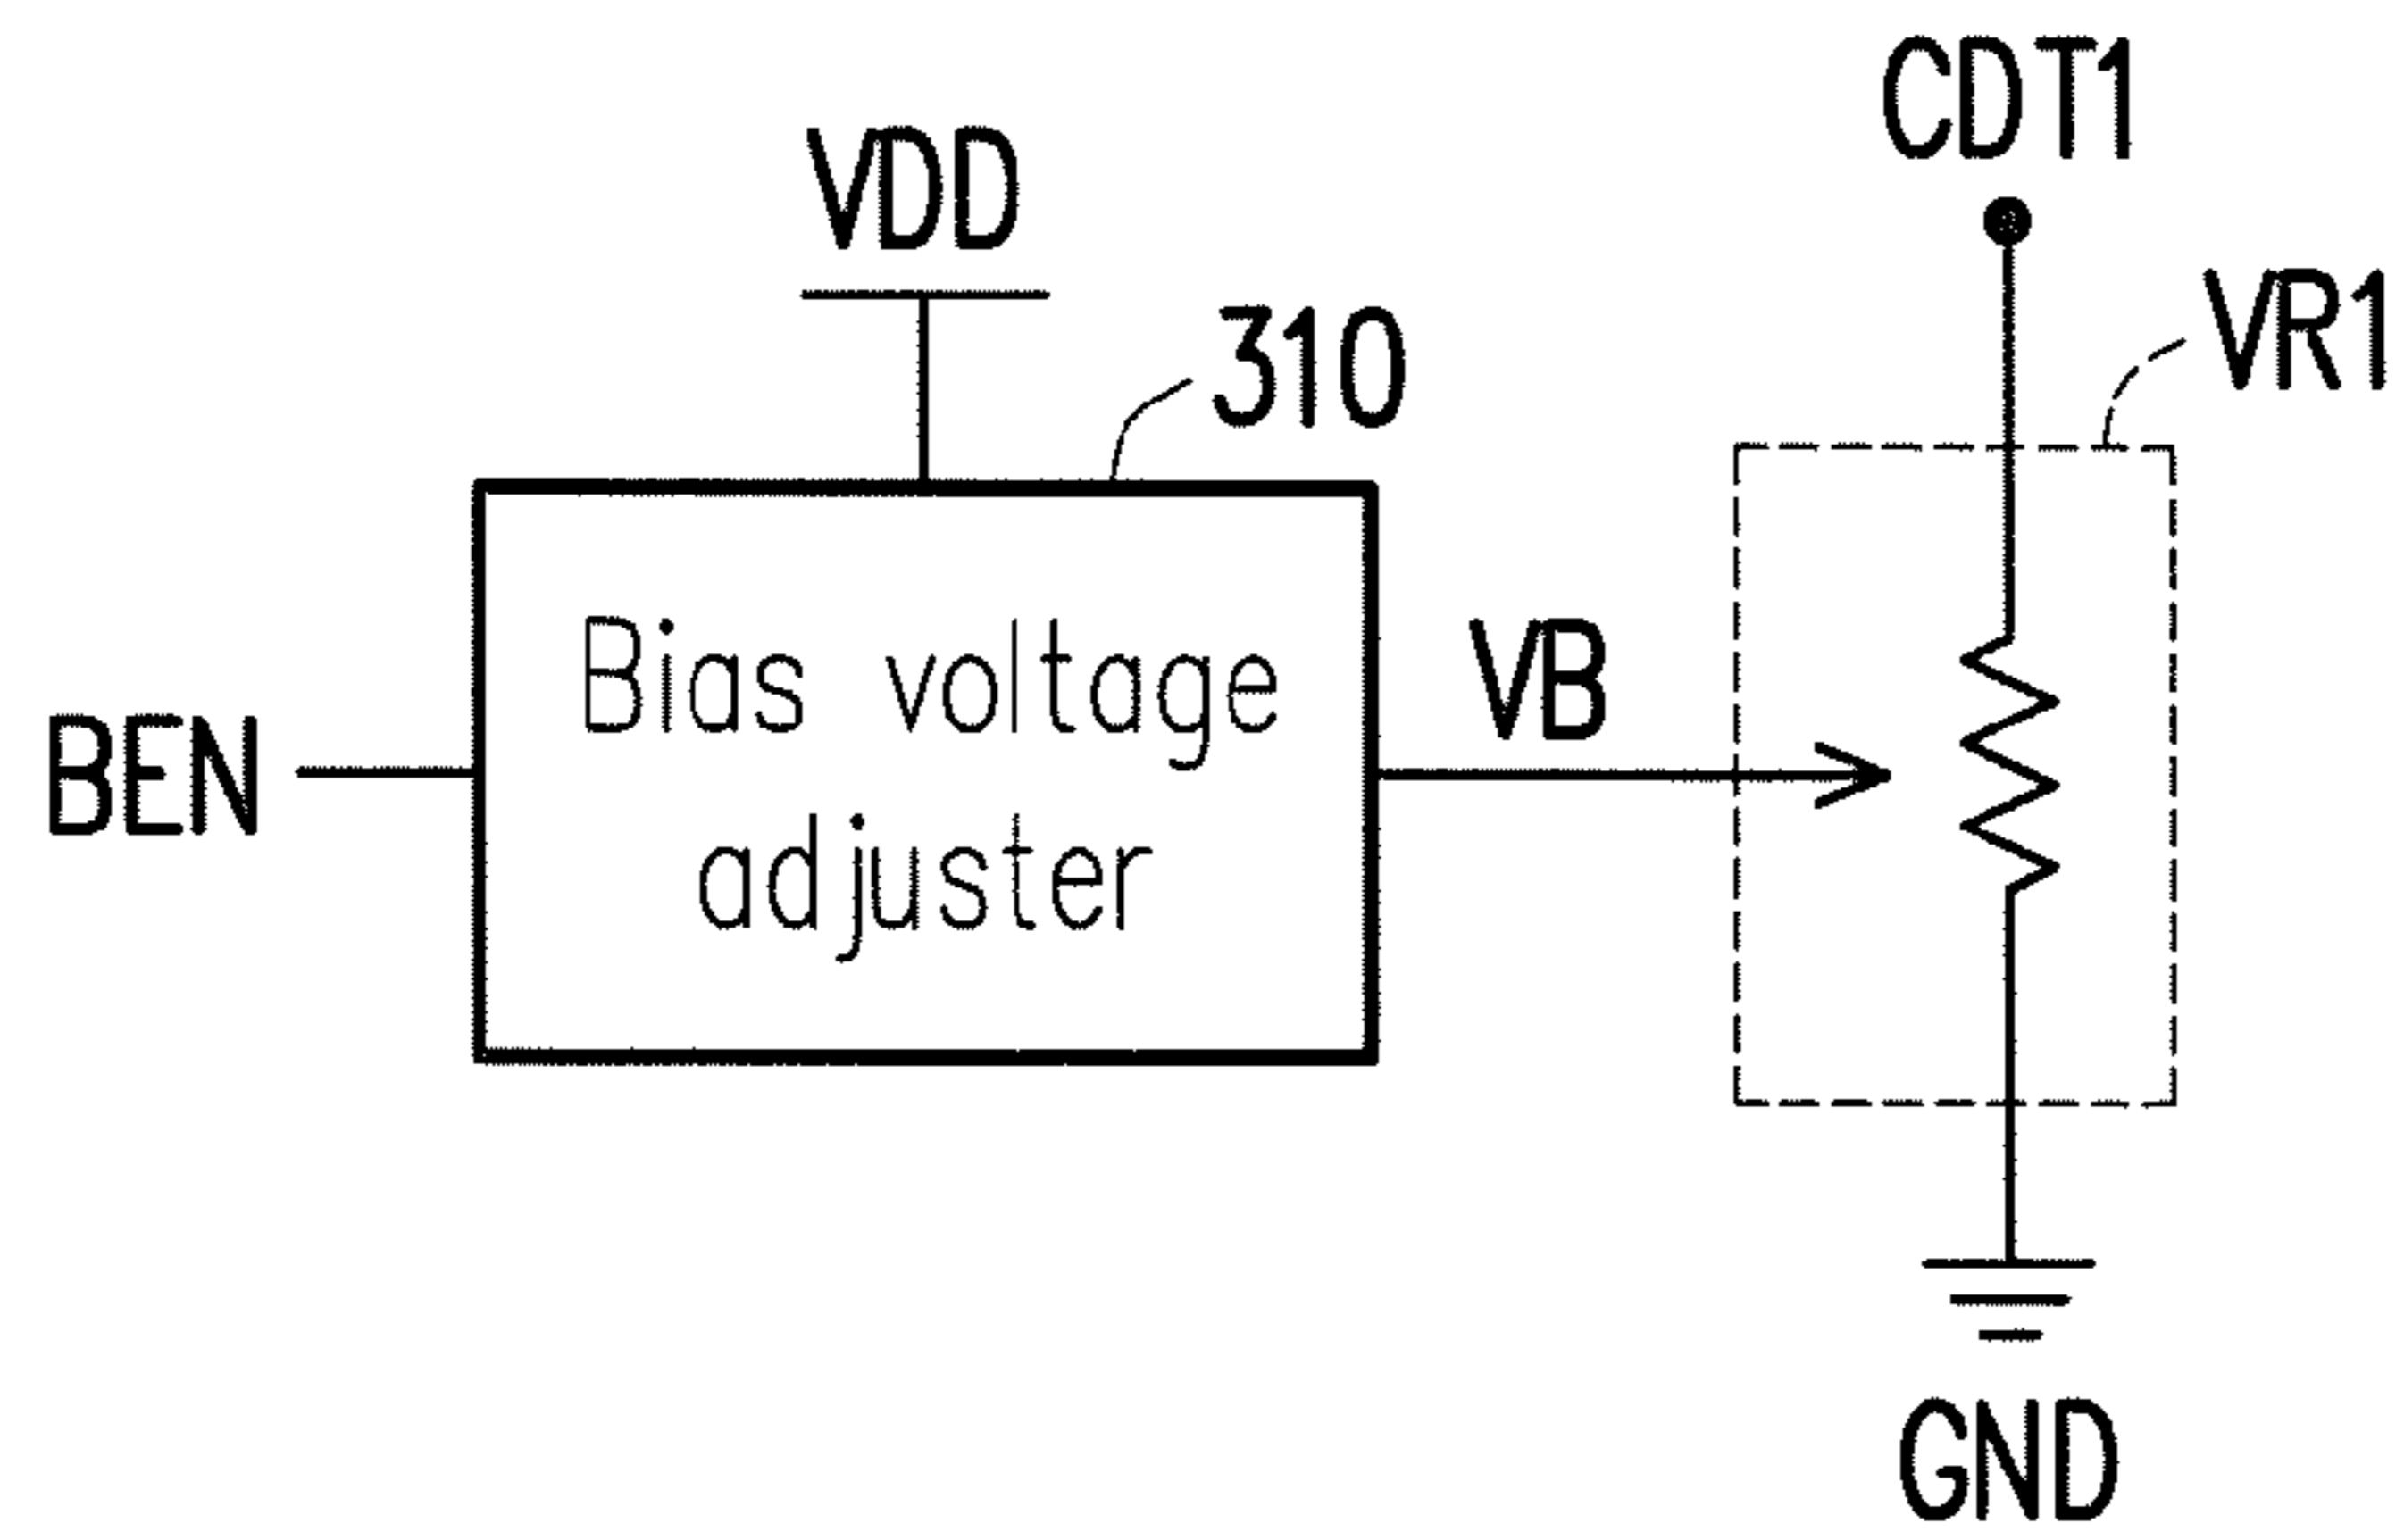 CDT1
VDD
VR1
310
Bias voltage
VB
BEN
adjuster
GND